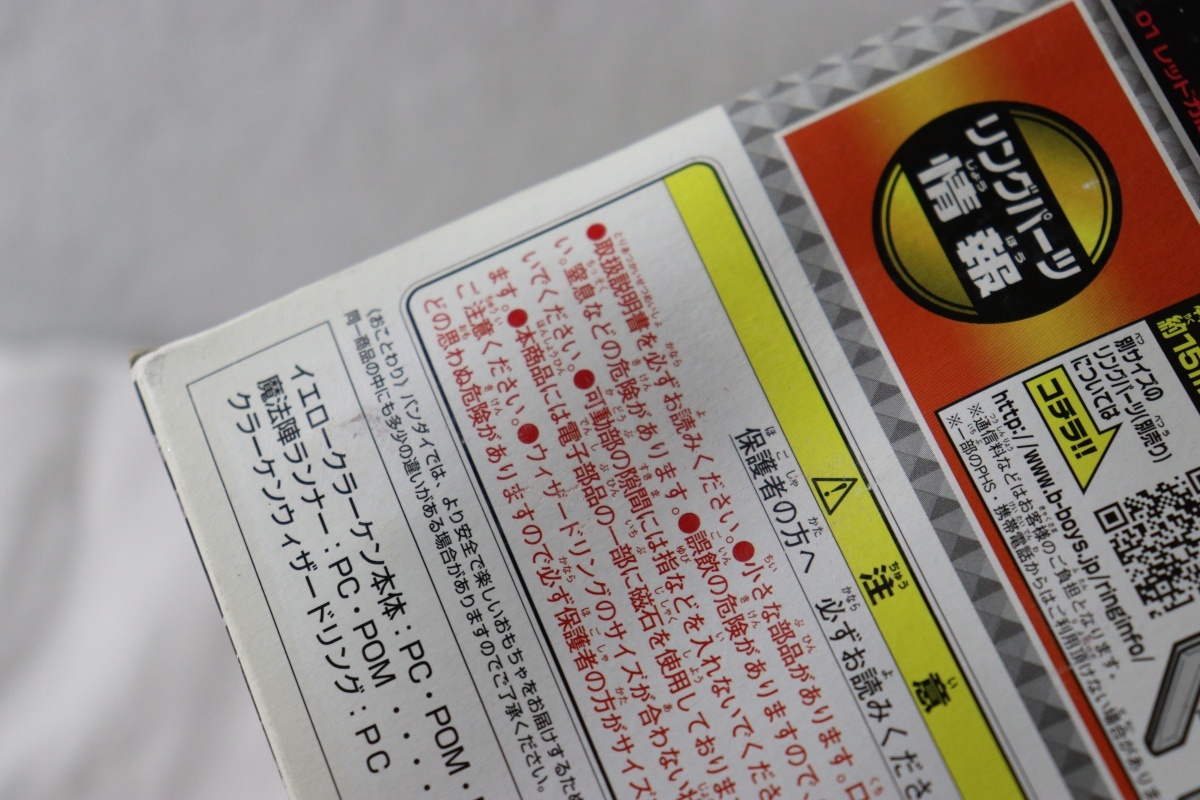 01 レッドガ
リングパーツ
情報
じょう ほう
約15
別サイズの
リングパーツ(別売り)
については
コチラ!!
http://www.b-boys.jp/ringinfo/
※通信料などはお客様のご負担となります。
※一部のPHS・携帯電話からはご利用頂けない場合がありま
注意
ちゅう い
保護者の方へ 必ずお読みくださ
●取扱説明書を必ずお読みください。●小さな部品があります。口
い。窒息などの危険があります。●誤飲の危険がありますので、
いでください。●可動部の隙間には指などを入れないでくださ
ます。●本商品には電子部品の一部に磁石を使用しておりま
ご注意ください。●ウィザードリングのサイズが合わない
どの思わぬ危険がありますので必ず保護者の方がサイズ
〈おことわり〉バンダイでは、より安全で楽しいおもちゃをお届けするため
同一商品の中にも多少の違いがある場合がありますのでご了承ください。
イエロークラーケン本体：PC・POM・
魔法陣ランナー：PC・POM
クラーケンウィザードリング：PC